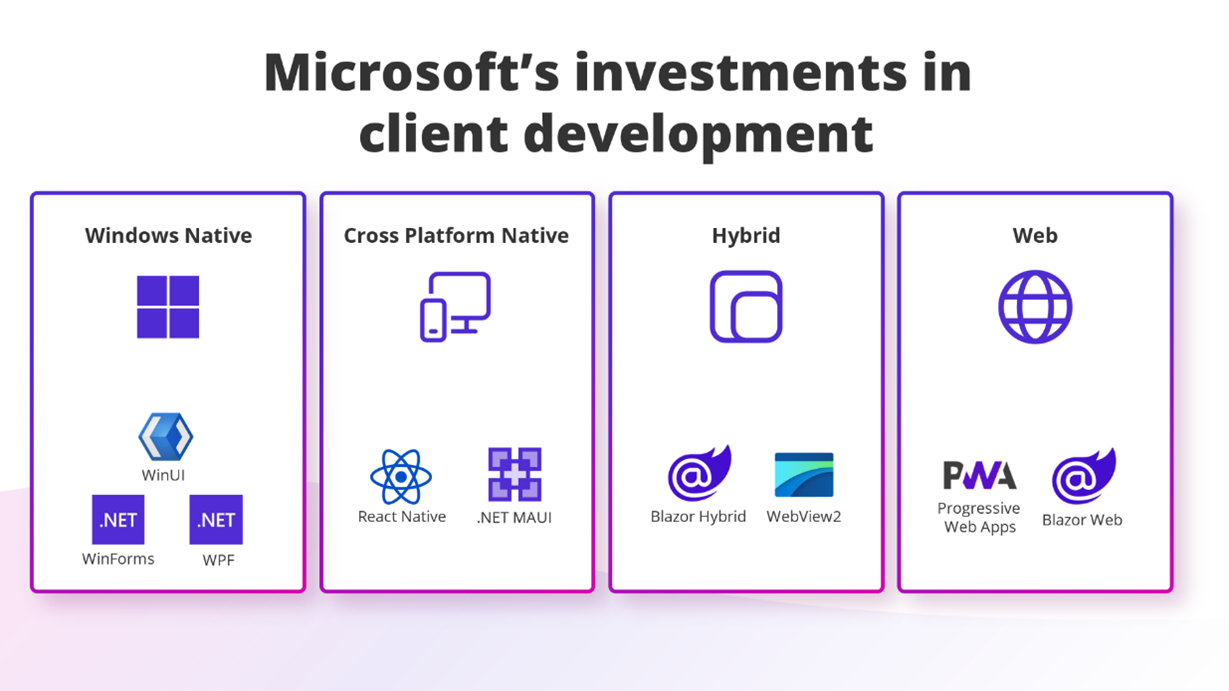 Microsoft’s investments in
client development
Windows Native
WinUI
.NET
.NET
WinForms
WPF
Cross Platform Native
React Native
.NET MAUI
Hybrid
@
Blazor Hybrid
WebView2
Web
PWA
@
Progressive
Web Apps
Blazor Web